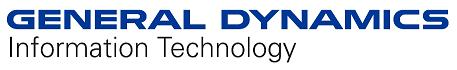 GENERAL DYNAMICS
Information Technology